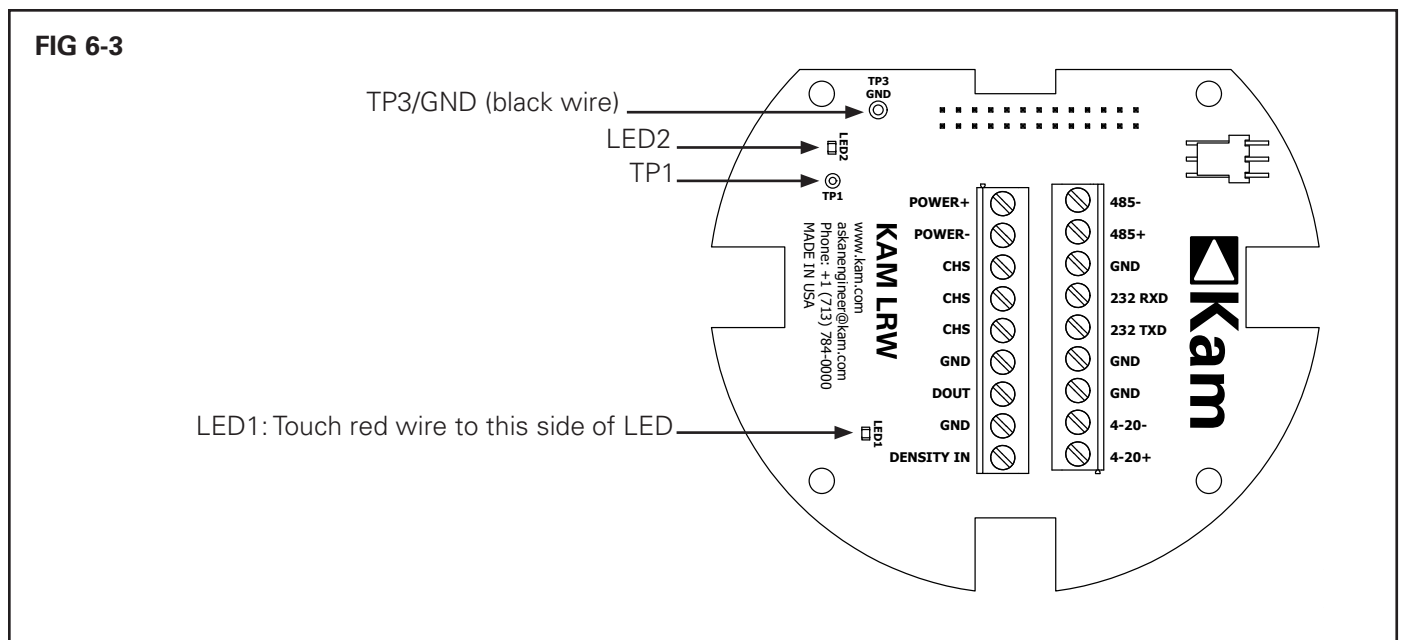 FIG 6-3
TP3/GND (black wire)
LED2
TP1
LED1: Touch red wire to this side of LED
TP3
GND
LED2
TP1
www.kam.com
askanengineer@kam.com
Phone: +1 (713) 784-0000
MADE IN USA
KAM LRW
LED1
POWER+
POWER-
CHS
CHS
CHS
GND
DOUT
GND
DENSITY IN
485-
485+
GND
232 RXD
232 TXD
GND
GND
4-20-
4-20+
Kam